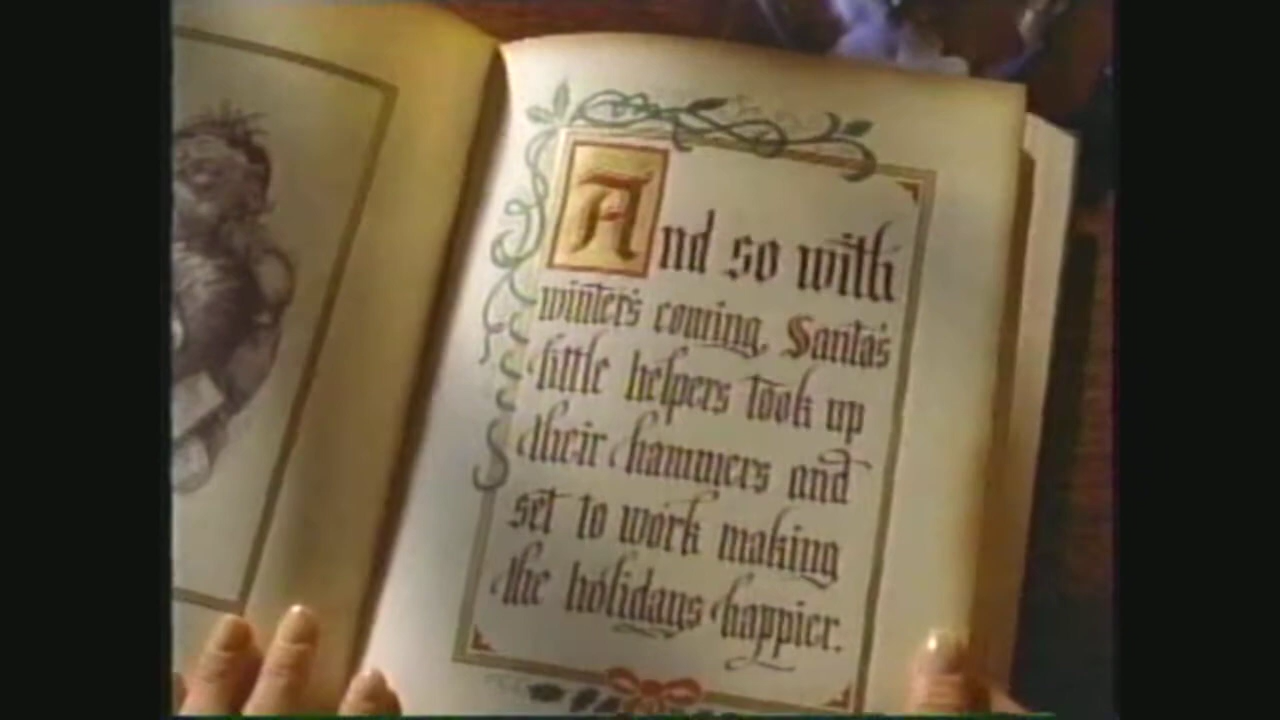 And so with
winter's coming, Santa's
little helpers took up
their hammers and
set to work making
the holidays happier.